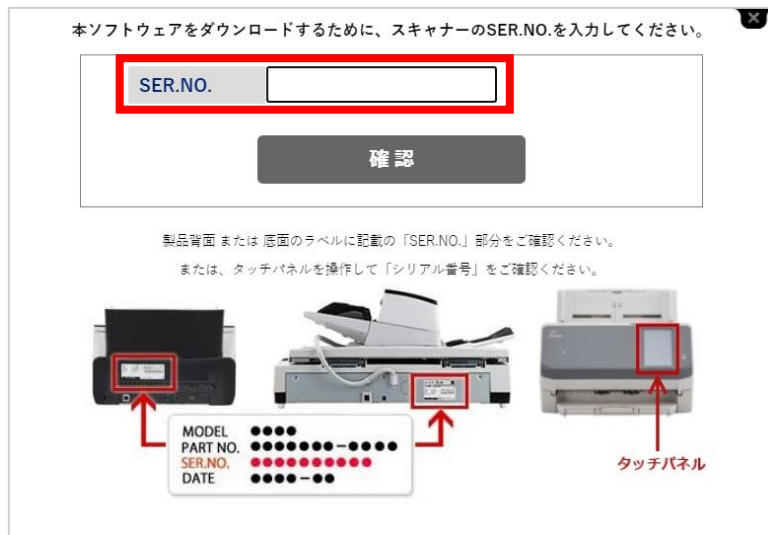 本ソフトウェアをダウンロードするために、スキャナーのSER.NO.を入力してください。
SER.NO.
確認
製品背面 または 底面のラベルに記載の「SER.NO.」部分をご確認ください。
または、タッチパネルを操作して「シリアル番号」をご確認ください。
MODEL ●●●●
PART NO. ●●●●●●●－●●●●
SER.NO. ●●●●●●●●●●
DATE ●●●●－●●
タッチパネル